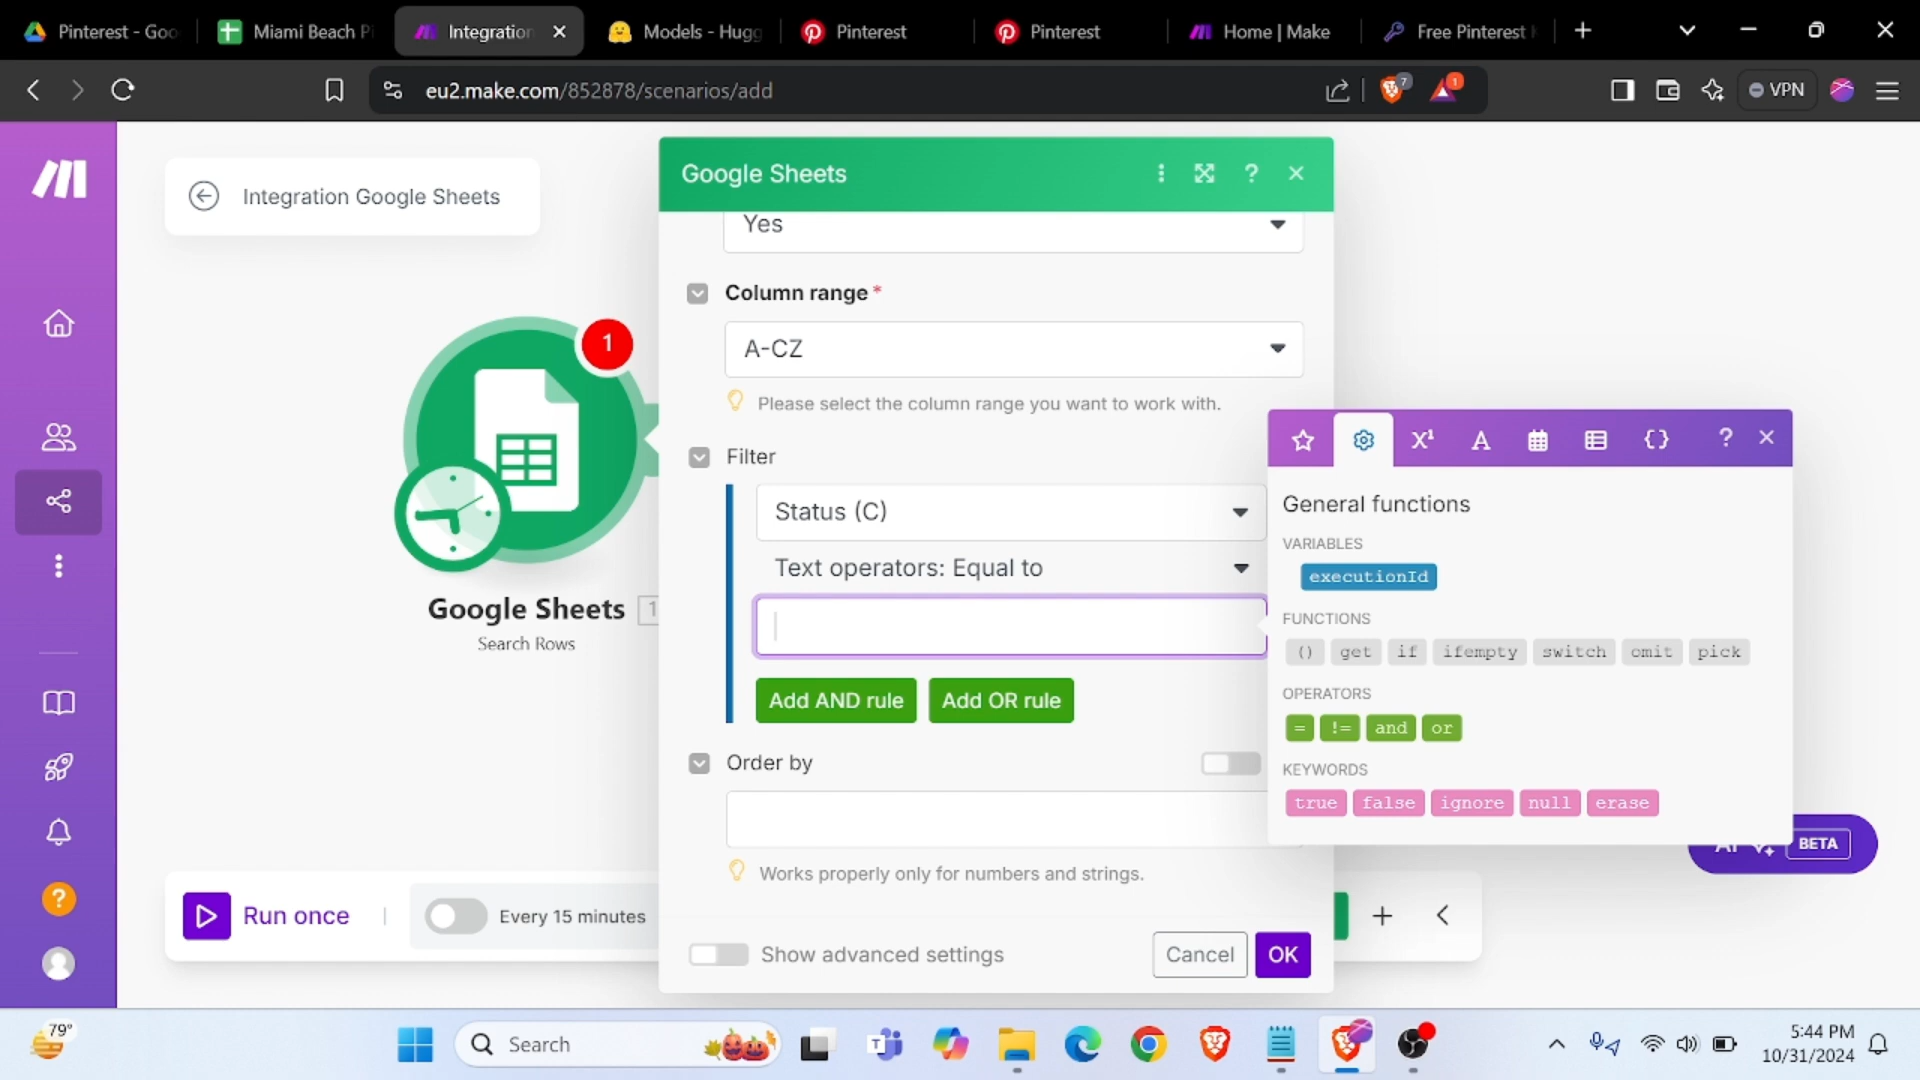 Pinterest - Goo
Miami Beach P
Integration
Models - Hugg
Pinterest
Pinterest
Home | Make
Free Pinterest
eu2.make.com/852878/scenarios/add
7
1
VPN
Integration Google Sheets
Google Sheets
?
Yes
Column range *
A-CZ
Please select the column range you want to work with.
Filter
Status (C)
Text operators: Equal to
Add AND rule
Add OR rule
Order by
Works properly only for numbers and strings.
Show advanced settings
Cancel
OK
1
Google Sheets
1
Search Rows
X¹
A
{}
?
General functions
VARIABLES
executionId
FUNCTIONS
() get if ifempty switch omit pick
OPERATORS
= != and or
KEYWORDS
true false ignore null erase
AI
BETA
Run once
Every 15 minutes
?
79°
Search
5:44 PM
10/31/2024